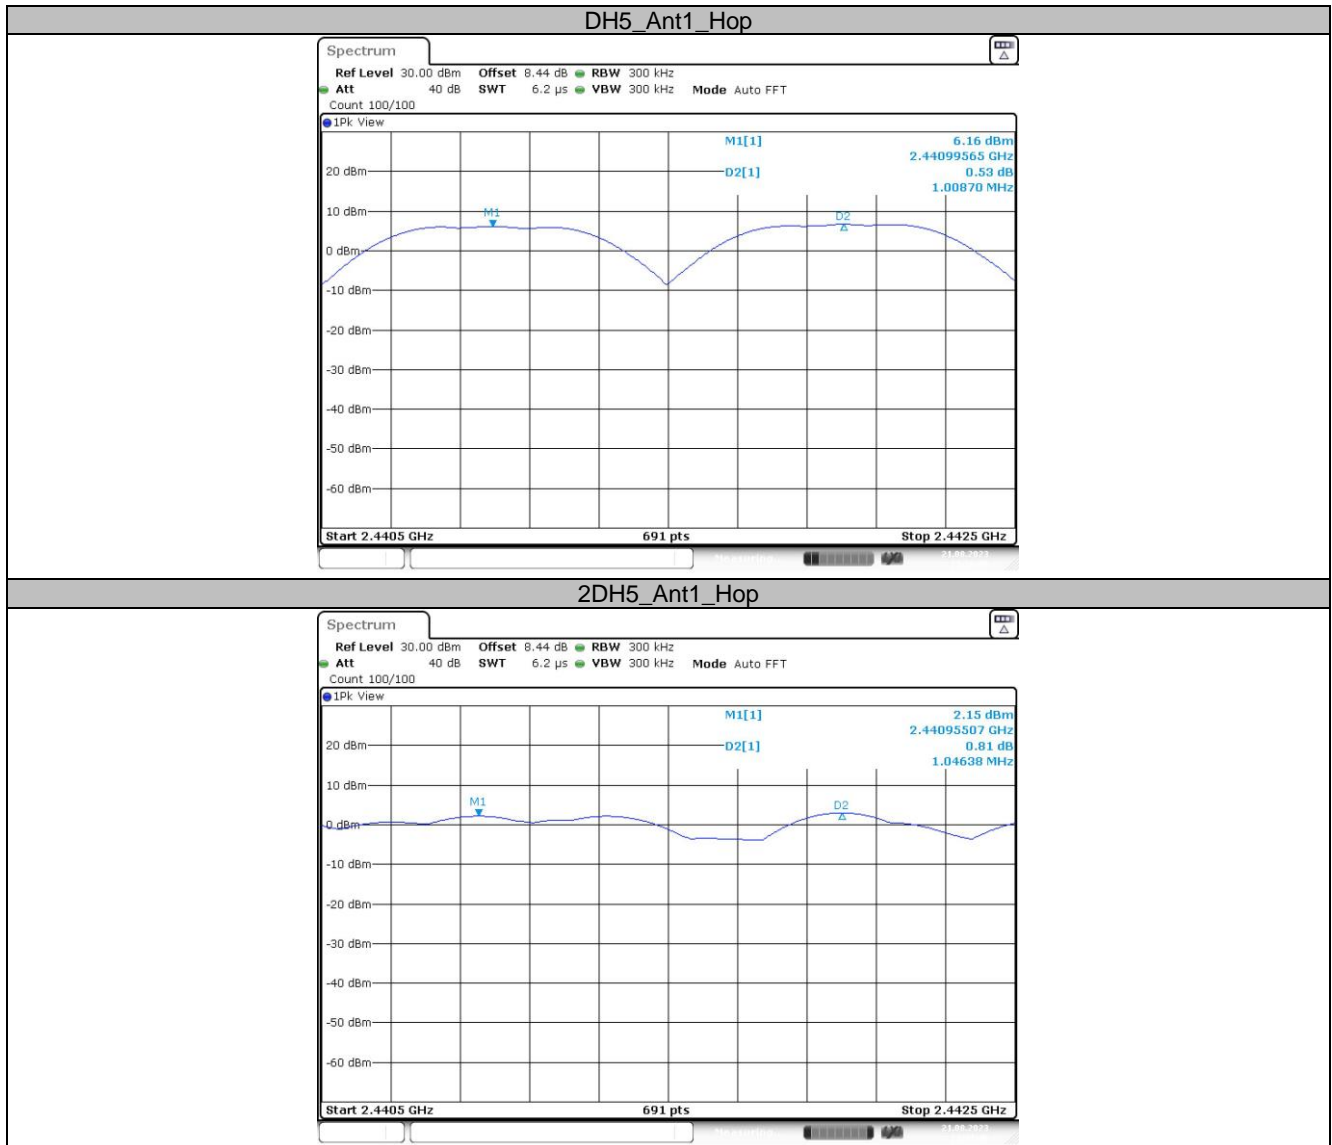 DH5_Ant1_Hop
Spectrum
Ref Level 30.00 dBm Offset 8.44 dB RBW 300 kHz
Att 40 dB SWT 6.2 µs VBW 300 kHz Mode Auto FFT
Count 100/100
1Pk View
M1[1] 6.16 dBm
2.44099565 GHz
20 dBm D2[1] 0.53 dB
1.00870 MHz
10 dBm M1 D2
0 dBm
-10 dBm
-20 dBm
-30 dBm
-40 dBm
-50 dBm
-60 dBm
Start 2.4405 GHz 691 pts Stop 2.4425 GHz
21.08.2023
2DH5_Ant1_Hop
Spectrum
Ref Level 30.00 dBm Offset 8.44 dB RBW 300 kHz
Att 40 dB SWT 6.2 µs VBW 300 kHz Mode Auto FFT
Count 100/100
1Pk View
M1[1] 2.15 dBm
2.44095507 GHz
20 dBm D2[1] 0.81 dB
1.04638 MHz
10 dBm
M1 D2
0 dBm
-10 dBm
-20 dBm
-30 dBm
-40 dBm
-50 dBm
-60 dBm
Start 2.4405 GHz 691 pts Stop 2.4425 GHz